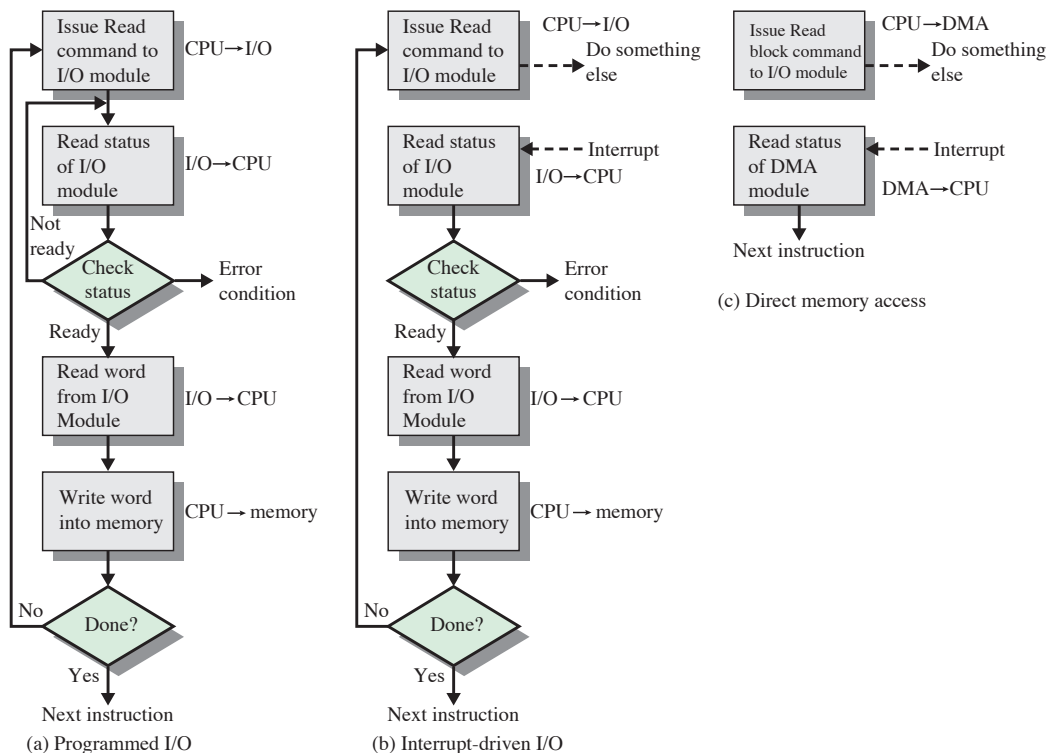 Issue Read
command to
I/O module
CPU→I/O
Read status
of I/O
module
I/O→CPU
Not
ready
Check
status
Error
condition
Ready
Read word
from I/O
Module
I/O→CPU
Write word
into memory
CPU→memory
No
Done?
Yes
Next instruction
(a) Programmed I/O
Issue Read
command to
I/O module
CPU→I/O
Do something
else
Read status
of I/O
module
Interrupt
I/O→CPU
Check
status
Error
condition
Ready
Read word
from I/O
Module
I/O→CPU
Write word
into memory
CPU→memory
No
Done?
Yes
Next instruction
(b) Interrupt-driven I/O
Issue Read
block command
to I/O module
CPU→DMA
Do something
else
Read status
of DMA
module
Interrupt
DMA→CPU
Next instruction
(c) Direct memory access